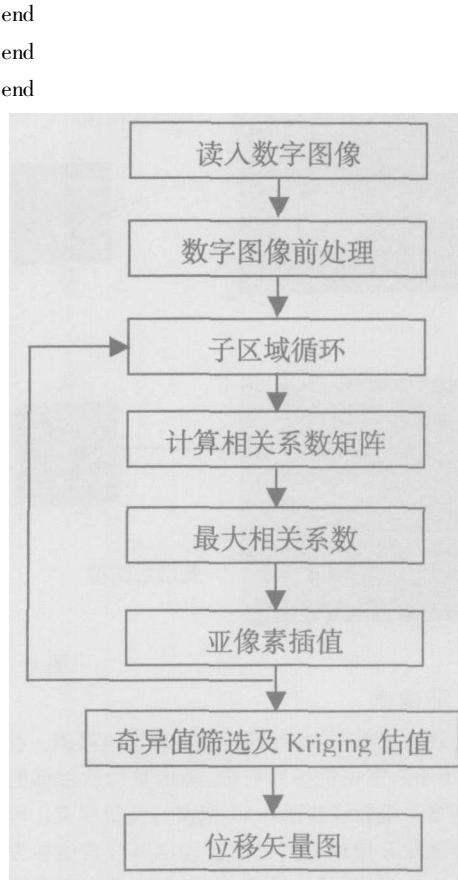 end
end
end
读入数字图像
数字图像前处理
子区域循环
计算相关系数矩阵
最大相关系数
亚像素插值
奇异值筛选及 Kriging 估值
位移矢量图